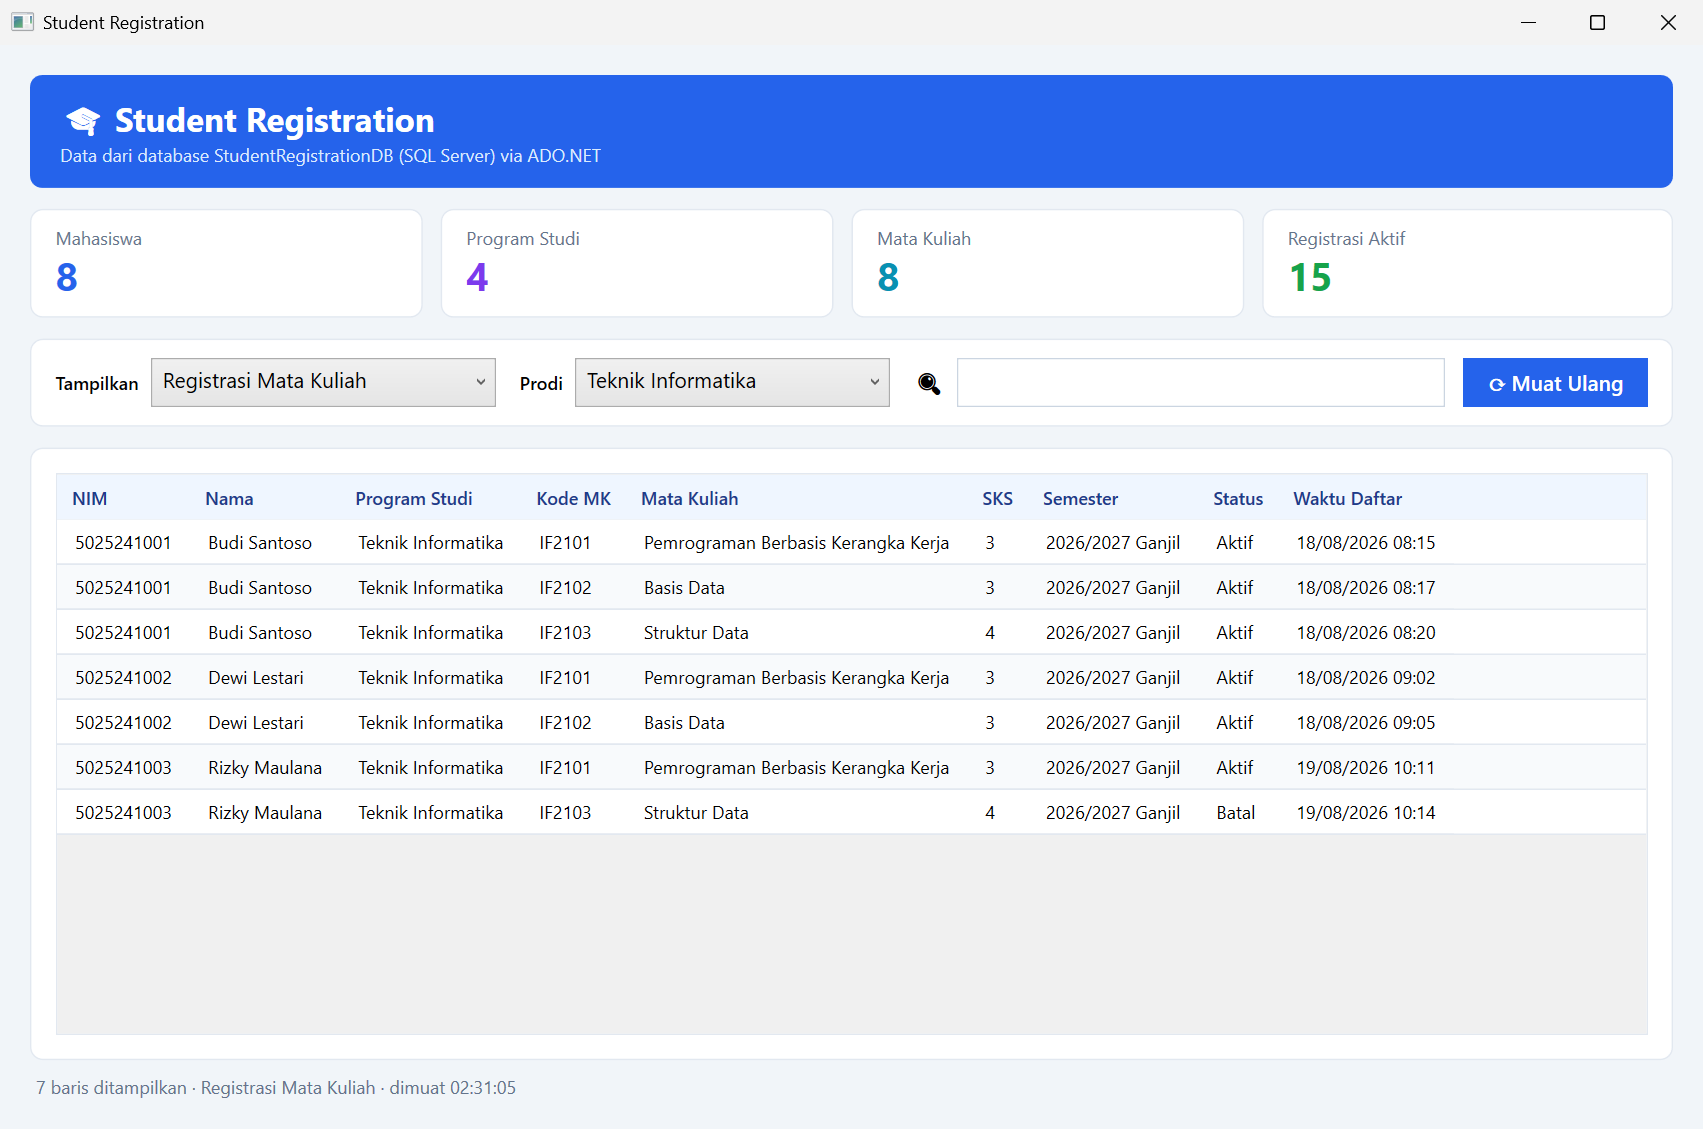 Student Registration
Student Registration
Data dari database StudentRegistrationDB (SQL Server) via ADO.NET
Mahasiswa Program Studi Mata Kuliah Registrasi Aktif
8 4 8 15
Tampilkan Registrasi Mata Kuliah Prodi Teknik Informatika ⟳ Muat Ulang
NIM Nama Program Studi Kode MK Mata Kuliah SKS Semester Status Waktu Daftar
5025241001 Budi Santoso Teknik Informatika IF2101 Pemrograman Berbasis Kerangka Kerja 3 2026/2027 Ganjil Aktif 18/08/2026 08:15
5025241001 Budi Santoso Teknik Informatika IF2102 Basis Data 3 2026/2027 Ganjil Aktif 18/08/2026 08:17
5025241001 Budi Santoso Teknik Informatika IF2103 Struktur Data 4 2026/2027 Ganjil Aktif 18/08/2026 08:20
5025241002 Dewi Lestari Teknik Informatika IF2101 Pemrograman Berbasis Kerangka Kerja 3 2026/2027 Ganjil Aktif 18/08/2026 09:02
5025241002 Dewi Lestari Teknik Informatika IF2102 Basis Data 3 2026/2027 Ganjil Aktif 18/08/2026 09:05
5025241003 Rizky Maulana Teknik Informatika IF2101 Pemrograman Berbasis Kerangka Kerja 3 2026/2027 Ganjil Aktif 19/08/2026 10:11
5025241003 Rizky Maulana Teknik Informatika IF2103 Struktur Data 4 2026/2027 Ganjil Batal 19/08/2026 10:14
7 baris ditampilkan · Registrasi Mata Kuliah · dimuat 02:31:05